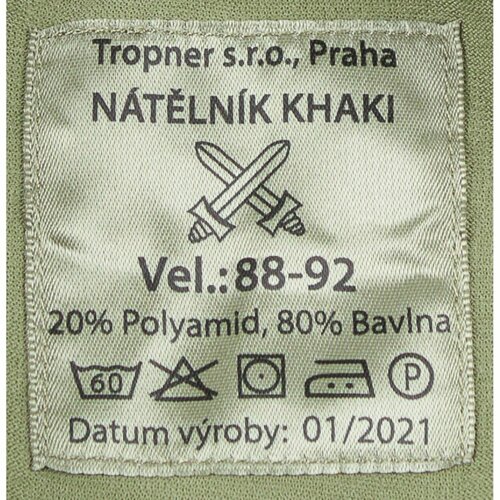 Tropner s.r.o., Praha
NÁTĚLNÍK KHAKI
Vel.:88-92
20% Polyamid, 80% Bavlna
60 P
Datum výroby: 01/2021